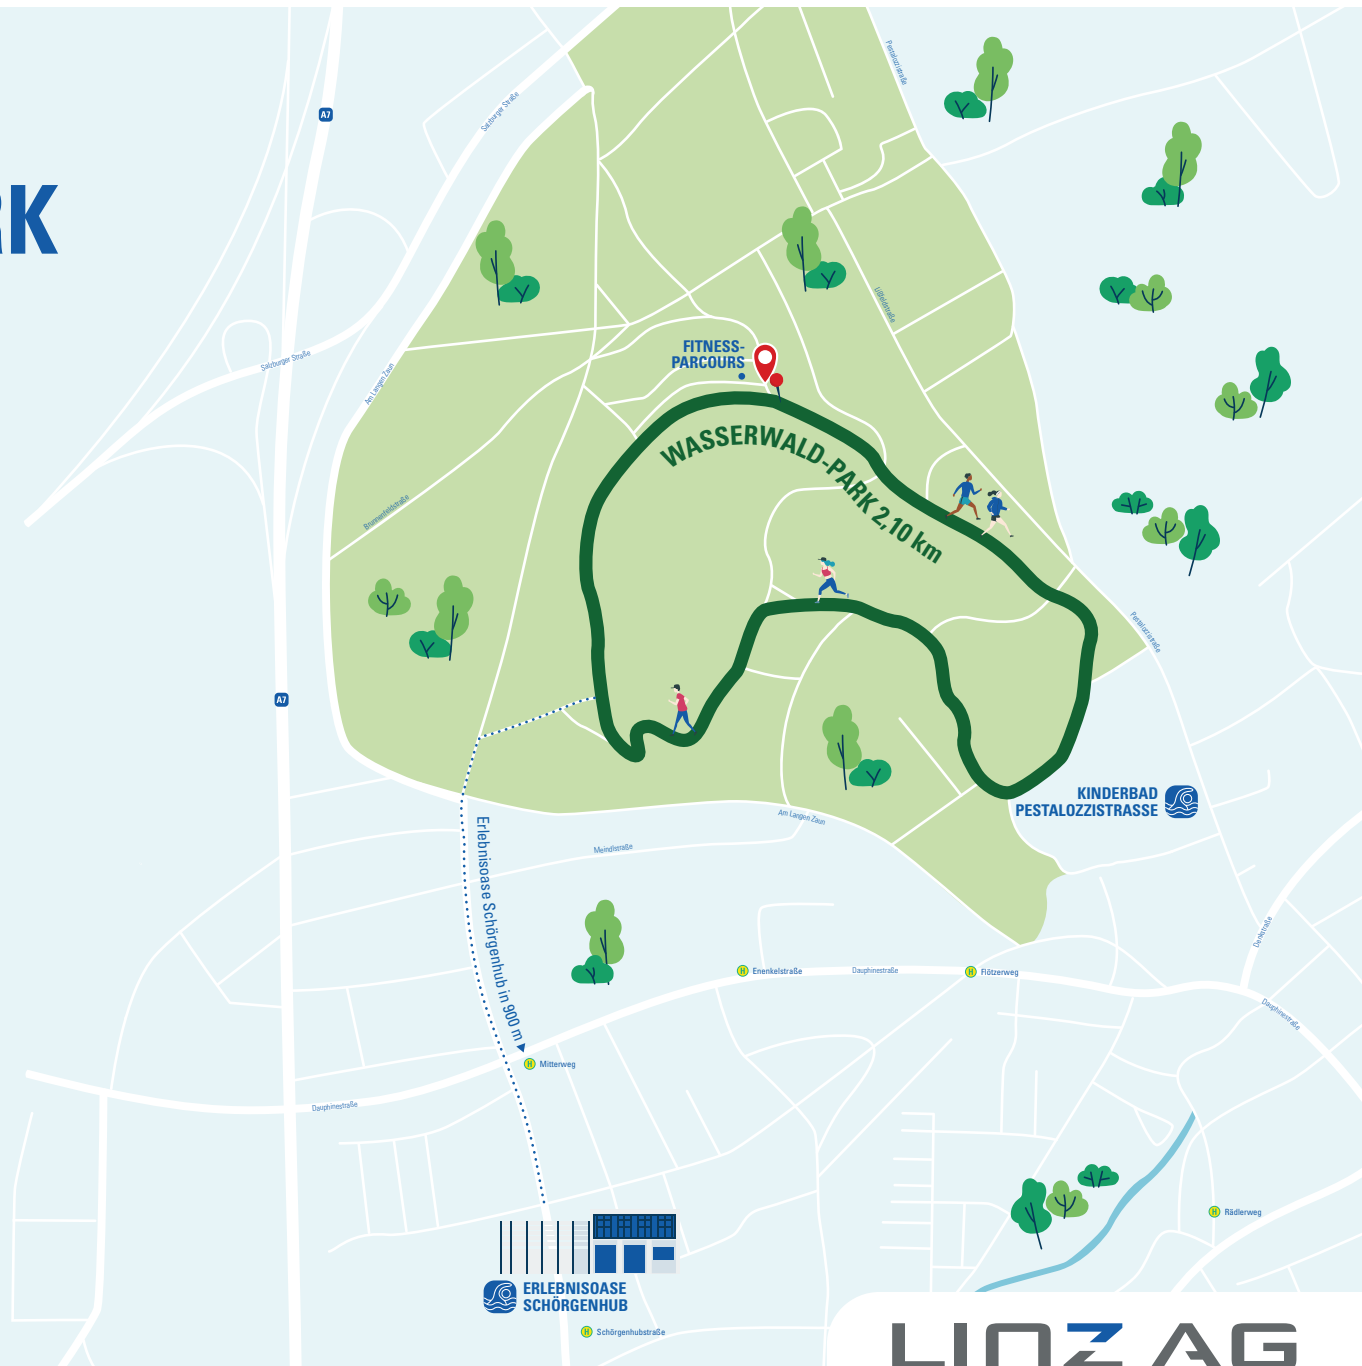 Pestalozzistraße
Salzburger Straße
A7
RK
Ulifeldstraße
FITNESS-
PARCOURS
Salzburger Straße
Am Langen Zaun
WASSERWALD-PARK 2,10 km
Brunnenfeldstraße
Pestalozzistraße
A7
KINDERBAD
PESTALOZZISTRASSE
Am Langen Zaun
Meindlstraße
Erlebnisoase Schörgenhub in 900 m
Denkstraße
H Enenkelstraße
Dauphinestraße
H Flötzerweg
Dauphinestraße
H Mitterweg
Dauphinestraße
H Rädlerweg
ERLEBNISOASE
SCHÖRGENHUB
H Schörgenhubstraße
LINZ AG